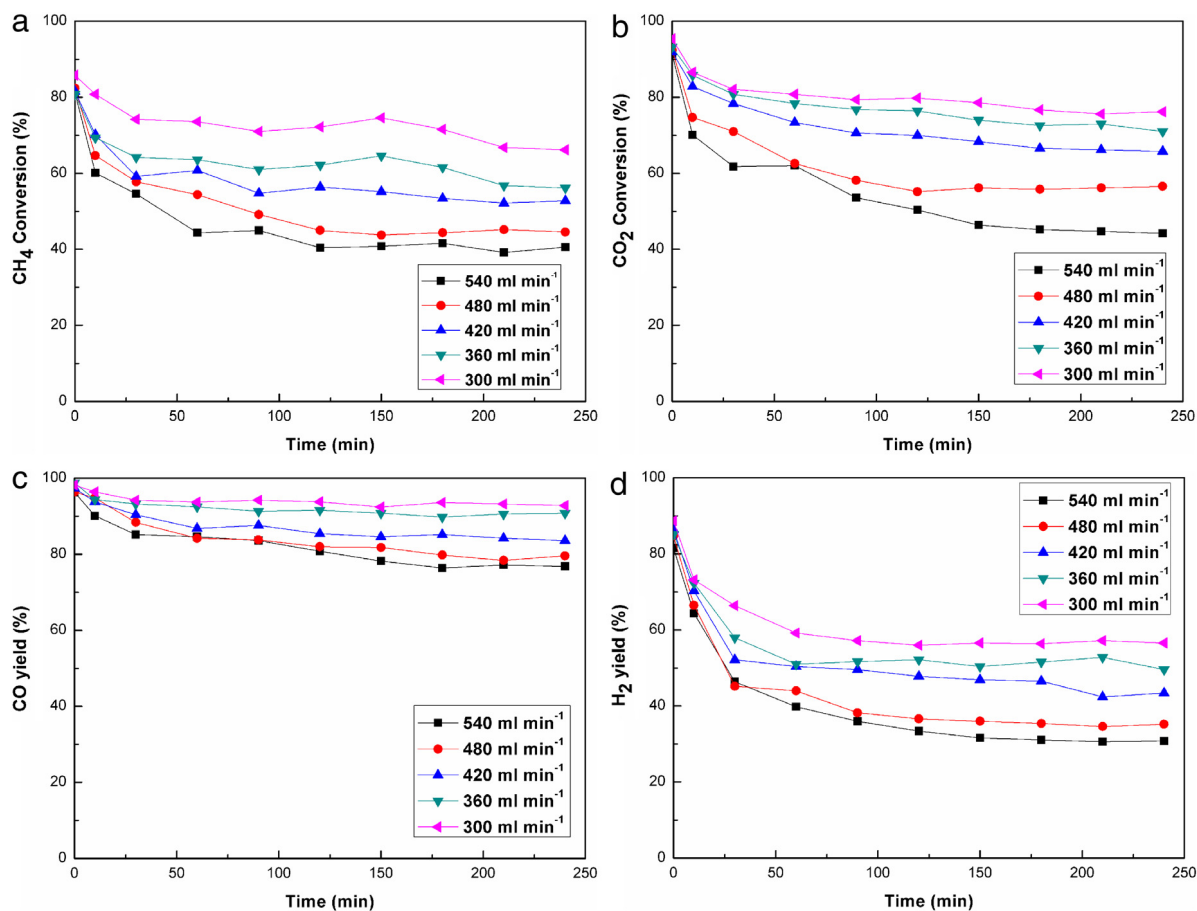 a
100
80
60
40
20
0
CH₄ Conversion (%)
540 ml min⁻¹
480 ml min⁻¹
420 ml min⁻¹
360 ml min⁻¹
300 ml min⁻¹
0 50 100 150 200 250
Time (min)
b
100
80
60
40
20
0
CO₂ Conversion (%)
540 ml min⁻¹
480 ml min⁻¹
420 ml min⁻¹
360 ml min⁻¹
300 ml min⁻¹
0 50 100 150 200 250
Time (min)
c
100
80
60
40
20
0
CO yield (%)
540 ml min⁻¹
480 ml min⁻¹
420 ml min⁻¹
360 ml min⁻¹
300 ml min⁻¹
0 50 100 150 200 250
Time (min)
d
100
80
60
40
20
0
H₂ yield (%)
540 ml min⁻¹
480 ml min⁻¹
420 ml min⁻¹
360 ml min⁻¹
300 ml min⁻¹
0 50 100 150 200 250
Time (min)